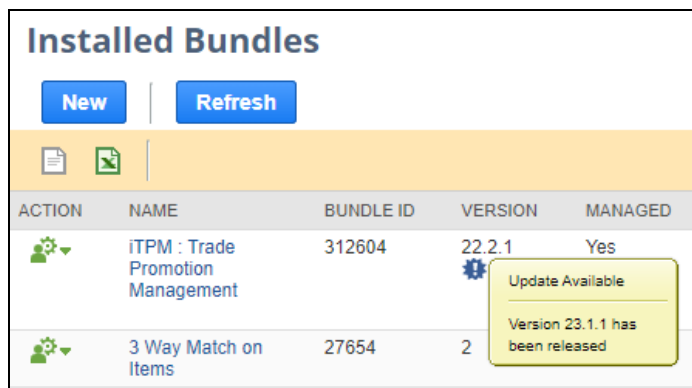 Installed Bundles
New Refresh
ACTION NAME BUNDLE ID VERSION MANAGED
iTPM : Trade 312604 22.2.1 Yes
Promotion
Management
Update Available
Version 23.1.1 has
been released
3 Way Match on 27654 2
Items